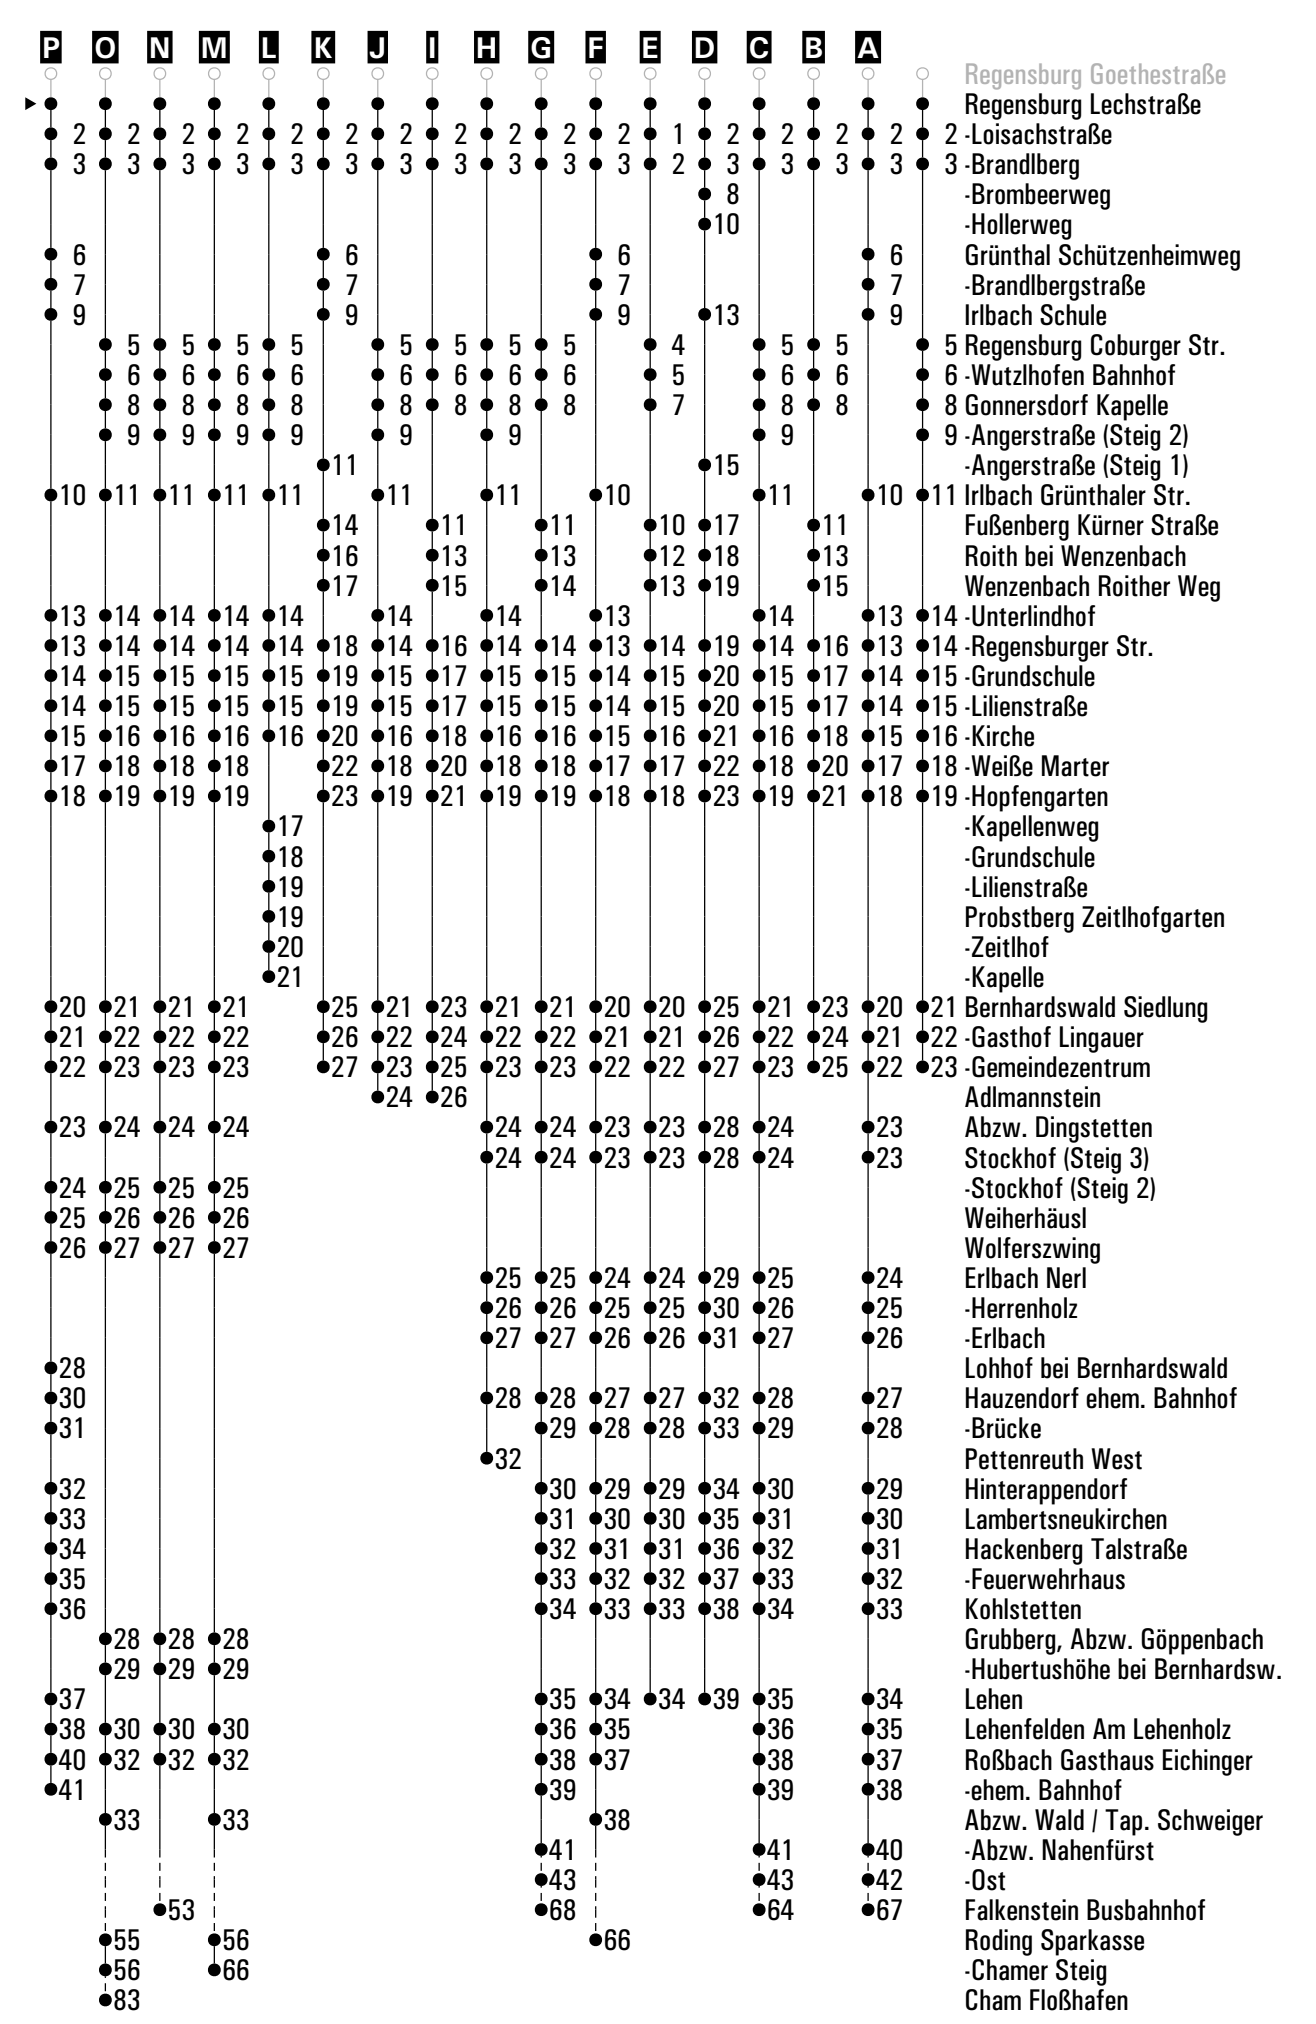 P O N M L K J I H G F E D C B A
Regensburg Goethestraße
Regensburg Lechstraße
2 2 2 2 2 2 2 2 2 2 2 1 2 2 2 2 2 -Loisachstraße
3 3 3 3 3 3 3 3 3 3 3 2 3 3 3 3 3 -Brandlberg
8 -Brombeerweg
10 -Hollerweg
6 6 6 6 Grünthal Schützenheimweg
7 7 7 7 -Brandlbergstraße
9 9 9 13 9 Irlbach Schule
5 5 5 5 5 5 5 5 4 5 5 5 Regensburg Coburger Str.
6 6 6 6 6 6 6 6 5 6 6 6 -Wutzlhofen Bahnhof
8 8 8 8 8 8 8 8 7 8 8 8 Gonnersdorf Kapelle
9 9 9 9 9 9 9 9 -Angerstraße (Steig 2)
11 15 -Angerstraße (Steig 1)
10 11 11 11 11 11 11 10 11 10 11 Irlbach Grünthaler Str.
14 11 11 10 17 11 Fußenberg Kürner Straße
16 13 13 12 18 13 Roith bei Wenzenbach
17 15 14 13 19 15 Wenzenbach Roither Weg
13 14 14 14 14 14 14 13 14 13 14 -Unterlindhof
13 14 14 14 14 18 14 16 14 14 13 14 19 14 16 13 14 -Regensburger Str.
14 15 15 15 15 19 15 17 15 15 14 15 20 15 17 14 15 -Grundschule
14 15 15 15 15 19 15 17 15 15 14 15 20 15 17 14 15 -Lilienstraße
15 16 16 16 16 20 16 18 16 16 15 16 21 16 18 15 16 -Kirche
17 18 18 18 22 18 20 18 18 17 17 22 18 20 17 18 -Weiße Marter
18 19 19 19 23 19 21 19 19 18 18 23 19 21 18 19 -Hopfengarten
17 -Kapellenweg
18 -Grundschule
19 -Lilienstraße
19 Probstberg Zeitlhofgarten
20 -Zeitlhof
21 -Kapelle
20 21 21 21 25 21 23 21 21 20 20 25 21 23 20 21 Bernhardswald Siedlung
21 22 22 22 26 22 24 22 22 21 21 26 22 24 21 22 -Gasthof Lingauer
22 23 23 23 27 23 25 23 23 22 22 27 23 25 22 23 -Gemeindezentrum
24 26 Adlmannstein
23 24 24 24 24 24 23 23 28 24 23 Abzw. Dingstetten
24 24 23 23 28 24 23 Stockhof (Steig 3)
24 25 25 25 -Stockhof (Steig 2)
25 26 26 26 Weiherhäusl
26 27 27 27 Wolferszwing
25 25 24 24 29 25 24 Erlbach Nerl
26 26 25 25 30 26 25 -Herrenholz
27 27 26 26 31 27 26 -Erlbach
28 Lohhof bei Bernhardswald
30 28 28 27 27 32 28 27 Hauzendorf ehem. Bahnhof
31 29 28 28 33 29 28 -Brücke
32 Pettenreuth West
32 30 29 29 34 30 29 Hinterappendorf
33 31 30 30 35 31 30 Lambertsneukirchen
34 32 31 31 36 32 31 Hackenberg Talstraße
35 33 32 32 37 33 32 -Feuerwehrhaus
36 34 33 33 38 34 33 Kohlstetten
28 28 28 Grubberg, Abzw. Göppenbach
29 29 29 -Hubertushöhe bei Bernhardsw.
37 35 34 34 39 35 34 Lehen
38 30 30 30 36 35 36 35 Lehenfelden Am Lehenholz
40 32 32 32 38 37 38 37 Roßbach Gasthaus Eichinger
41 39 39 38 -ehem. Bahnhof
33 33 38 Abzw. Wald / Tap. Schweiger
41 41 40 -Abzw. Nahenfürst
43 43 42 -Ost
53 68 64 67 Falkenstein Busbahnhof
55 56 66 Roding Sparkasse
56 66 -Chamer Steig
83 Cham Floßhafen